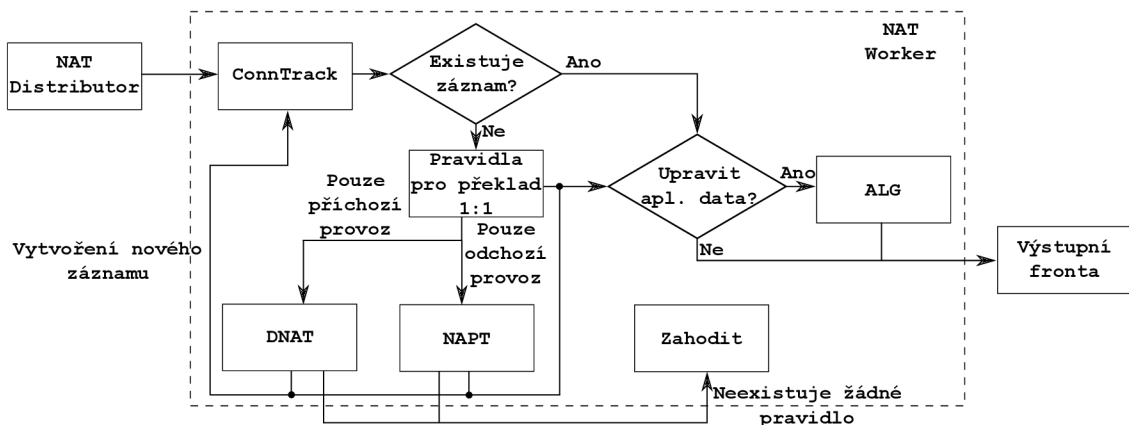 NAT
Worker
NAT
Distributor
ConnTrack
Existuje
záznam?
Ano
Ne
Pravidla
pro překlad
1:1
Upravit
apl. data?
Ano
Ne
ALG
Výstupní
fronta
Pouze
příchozí
provoz
Pouze
odchozí
provoz
Vytvoření nového
záznamu
DNAT
NAPT
Zahodit
Neexistuje žádné
pravidlo